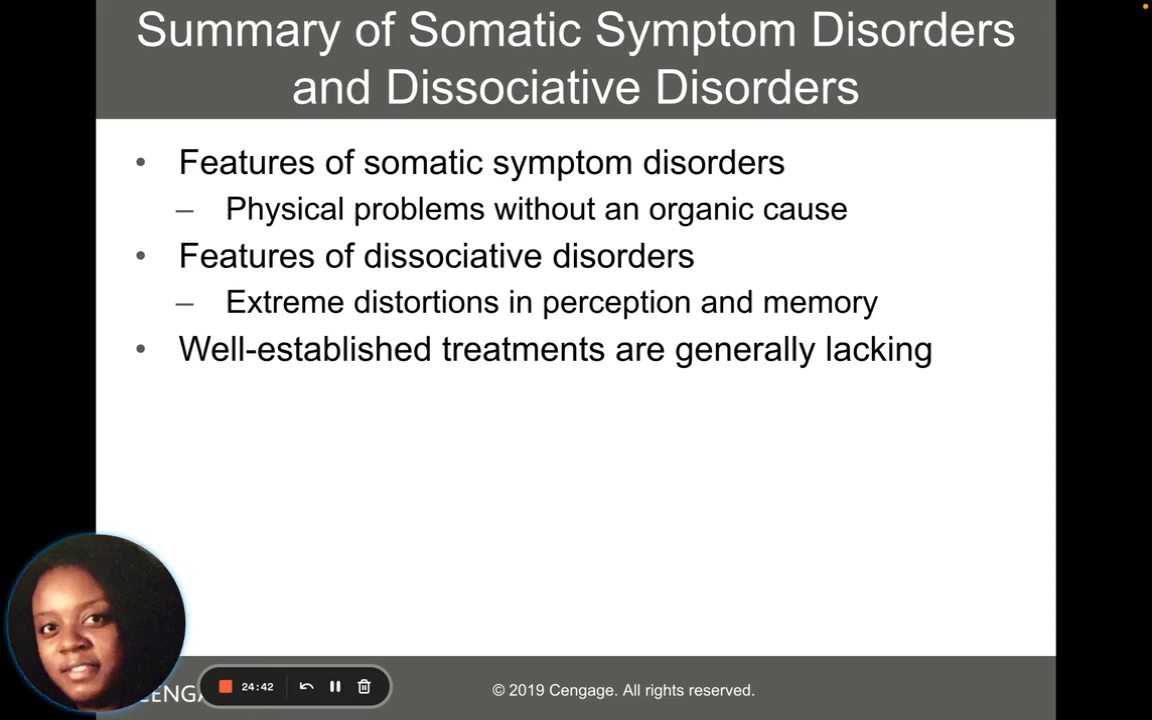 Summary of Somatic Symptom Disorders
and Dissociative Disorders
• Features of somatic symptom disorders
– Physical problems without an organic cause
• Features of dissociative disorders
– Extreme distortions in perception and memory
• Well-established treatments are generally lacking
24:42
© 2019 Cengage. All rights reserved.